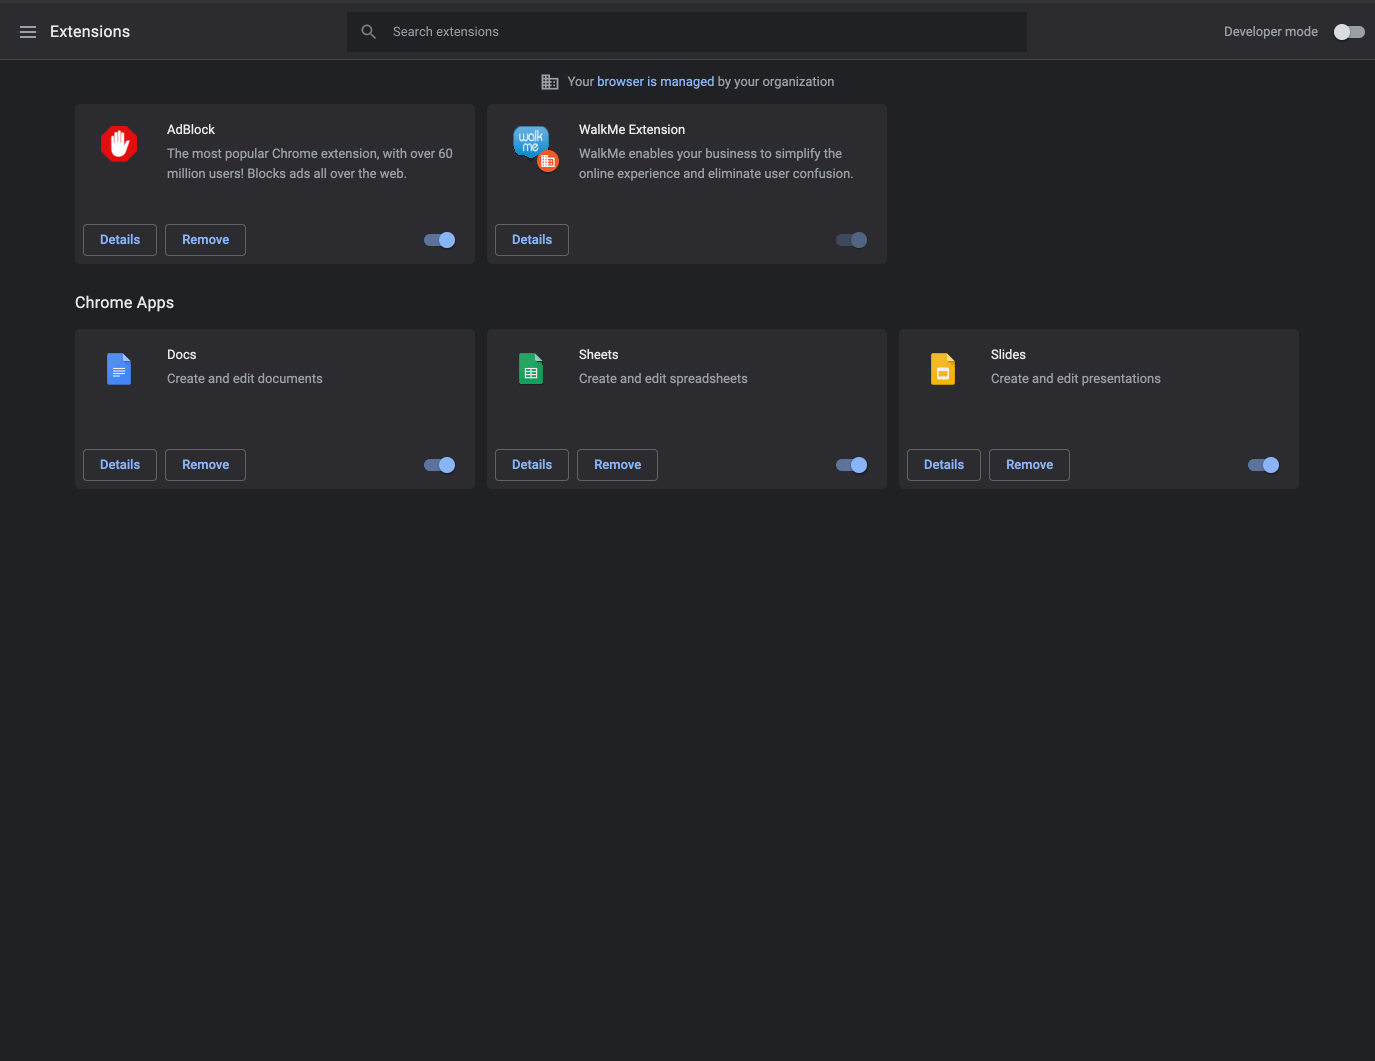 Extensions
Search extensions
Developer mode
Your browser is managed by your organization
AdBlock
The most popular Chrome extension, with over 60
million users! Blocks ads all over the web.
Details
Remove
walk
me
WalkMe Extension
WalkMe enables your business to simplify the
online experience and eliminate user confusion.
Details
Chrome Apps
Docs
Create and edit documents
Details
Remove
Sheets
Create and edit spreadsheets
Details
Remove
Slides
Create and edit presentations
Details
Remove